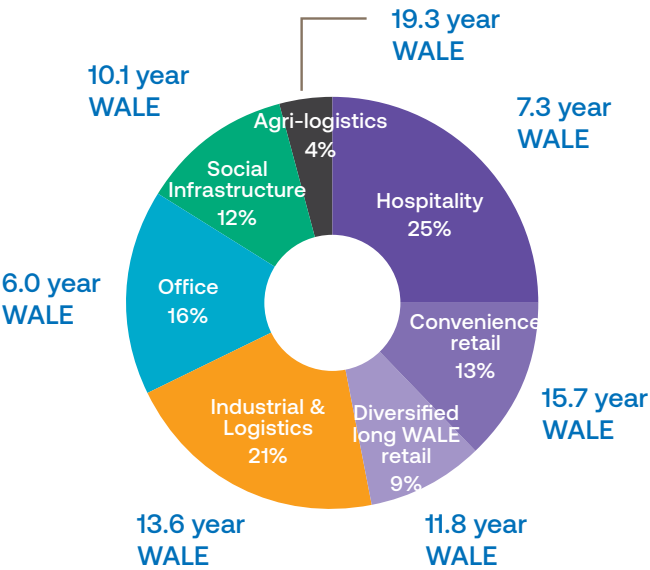 19.3 year
WALE
10.1 year
WALE
7.3 year
WALE
Agri-logistics
4%
Social
Infrastructure
12%
Hospitality
25%
6.0 year
WALE
Office
16%
Convenience
retail
13%
15.7 year
WALE
Industrial &
Logistics
21%
Diversified
long WALE
retail
9%
13.6 year
WALE
11.8 year
WALE